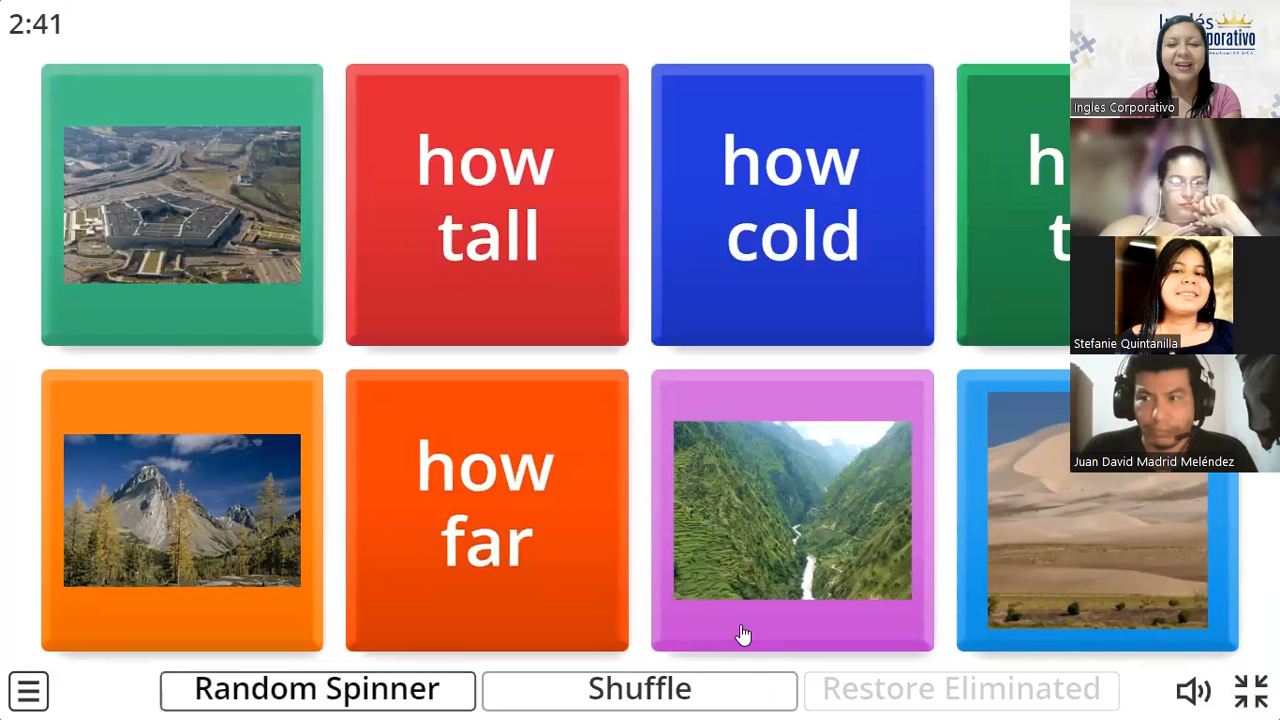 2:41
how
tall
how
cold
Inglés
Ingles Corporativo
Stefanie Quintanilla
Juan David Madrid Meléndez
how
far
Random Spinner
Shuffle
Restore Eliminated